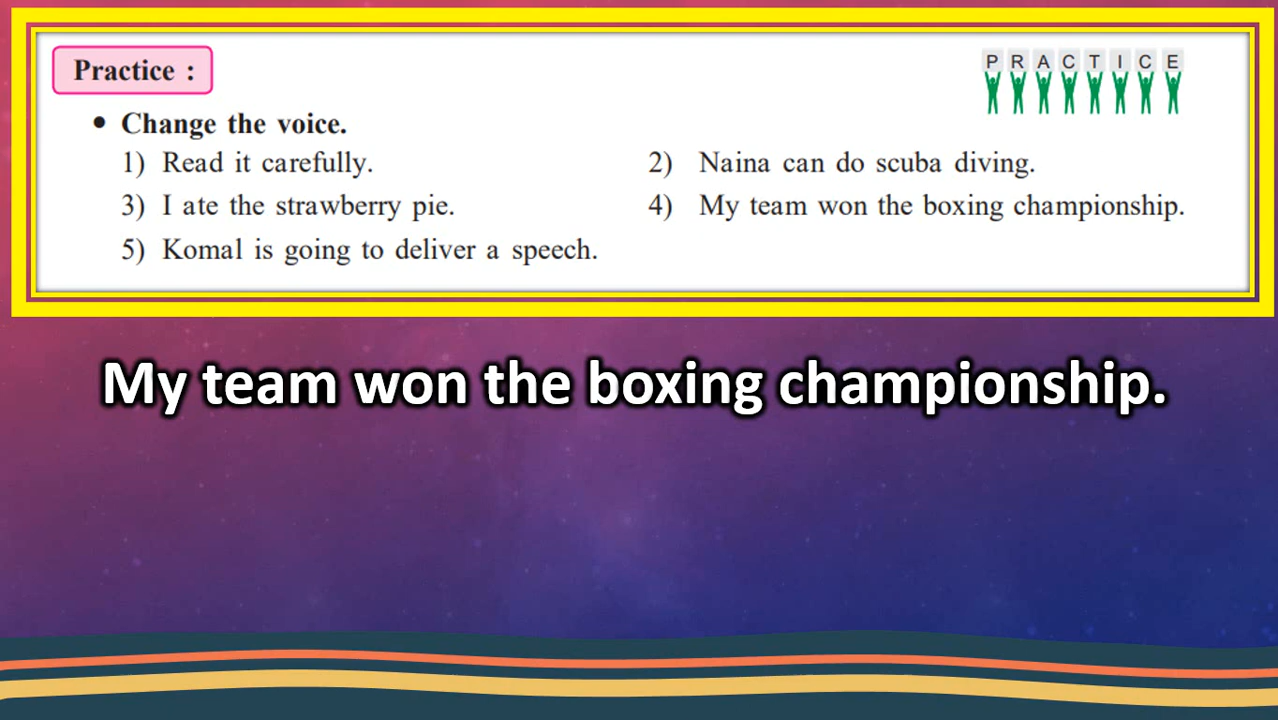 Practice :
PRACTICE
• Change the voice.
1) Read it carefully.
2) Naina can do scuba diving.
3) I ate the strawberry pie.
4) My team won the boxing championship.
5) Komal is going to deliver a speech.
My team won the boxing championship.